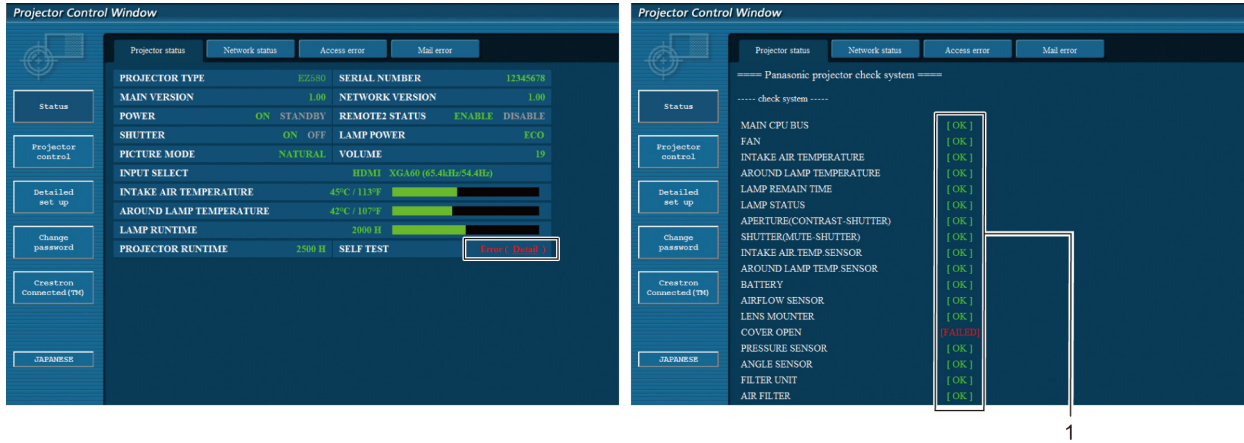 Projector Control Window
Projector status Network status Access error Mail error
PROJECTOR TYPE EZ580 SERIAL NUMBER 12345678
MAIN VERSION 1.00 NETWORK VERSION 1.00
POWER ON STANDBY REMOTE2 STATUS ENABLE DISABLE
SHUTTER ON OFF LAMP POWER ECO
PICTURE MODE NATURAL VOLUME 19
INPUT SELECT HDMI XGA60 (65.4kHz/54.4Hz)
INTAKE AIR TEMPERATURE 45°C / 113°F
AROUND LAMP TEMPERATURE 42°C / 107°F
LAMP RUNTIME 2000 H
PROJECTOR RUNTIME 2500 H SELF TEST Error ( Detail )
Status
Projector
control
Detailed
set up
Change
password
Crestron
Connected(TM)
JAPANESE
Projector Control Window
Projector status Network status Access error Mail error
==== Panasonic projector check system ====
----- check system -----
MAIN CPU BUS [ OK ]
FAN [ OK ]
INTAKE AIR TEMPERATURE [ OK ]
AROUND LAMP TEMPERATURE [ OK ]
LAMP REMAIN TIME [ OK ]
LAMP STATUS [ OK ]
APERTURE(CONTRAST-SHUTTER) [ OK ]
SHUTTER(MUTE-SHUTTER) [ OK ]
INTAKE AIR.TEMP.SENSOR [ OK ]
AROUND LAMP TEMP.SENSOR [ OK ]
BATTERY [ OK ]
AIRFLOW SENSOR [ OK ]
LENS MOUNTER [ OK ]
COVER OPEN [FAILED]
PRESSURE SENSOR [ OK ]
ANGLE SENSOR [ OK ]
FILTER UNIT [ OK ]
AIR FILTER [ OK ]
Status
Projector
control
Detailed
set up
Change
password
Crestron
Connected(TM)
JAPANESE
1